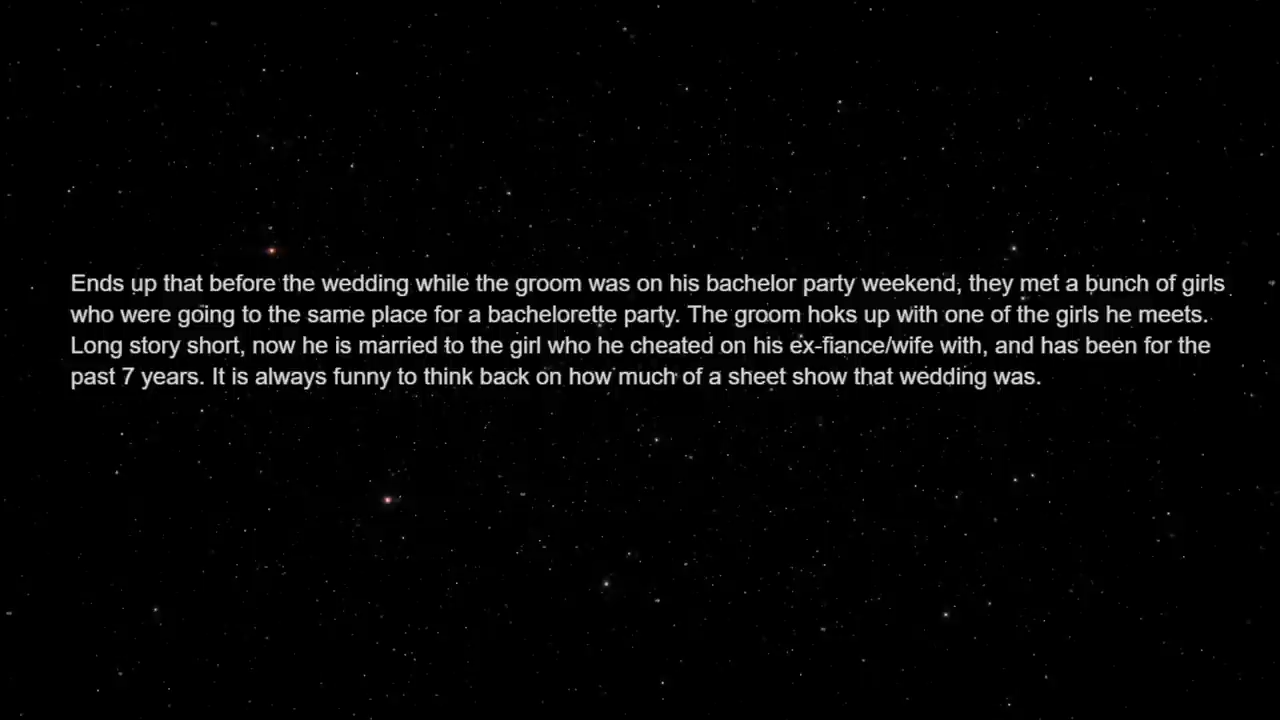 Ends up that before the wedding while the groom was on his bachelor party weekend, they met a bunch of girls
who were going to the same place for a bachelorette party. The groom hoks up with one of the girls he meets.
Long story short, now he is married to the girl who he cheated on his ex-fiance/wife with, and has been for the
past 7 years. It is always funny to think back on how much of a sheet show that wedding was.